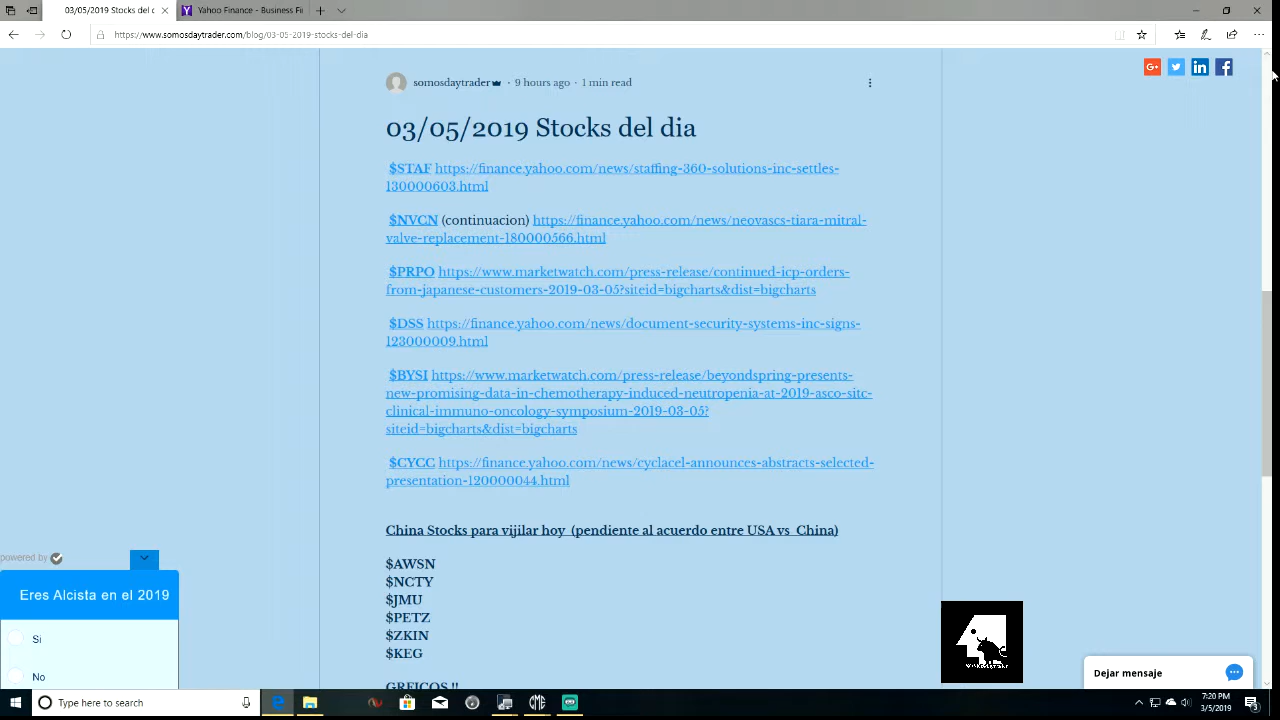 03/05/2019 Stocks del c
Yahoo Finance - Business Fi
https://www.somosdaytrader.com/blog/03-05-2019-stocks-del-dia
somosdaytrader · 9 hours ago · 1 min read
03/05/2019 Stocks del dia
$STAF https://finance.yahoo.com/news/staffing-360-solutions-inc-settles-
130000603.html
$NVCN (continuacion) https://finance.yahoo.com/news/neovascs-tiara-mitral-
valve-replacement-180000566.html
$PRPO https://www.marketwatch.com/press-release/continued-icp-orders-
from-japanese-customers-2019-03-05?siteid=bigcharts&dist=bigcharts
$DSS https://finance.yahoo.com/news/document-security-systems-inc-signs-
123000009.html
$BYSI https://www.marketwatch.com/press-release/beyondspring-presents-
new-promising-data-in-chemotherapy-induced-neutropenia-at-2019-asco-sitc-
clinical-immuno-oncology-symposium-2019-03-05?
siteid=bigcharts&dist=bigcharts
$CYCC https://finance.yahoo.com/news/cyclacel-announces-abstracts-selected-
presentation-120000044.html
China Stocks para vijilar hoy (pendiente al acuerdo entre USA vs China)
$AWSN
$NCTY
$JMU
$PETZ
$ZKIN
$KEG
GREICOS !!
powered by
Eres Alcista en el 2019
Si
No
Dejar mensaje
Type here to search
CME
7:20 PM
3/5/2019